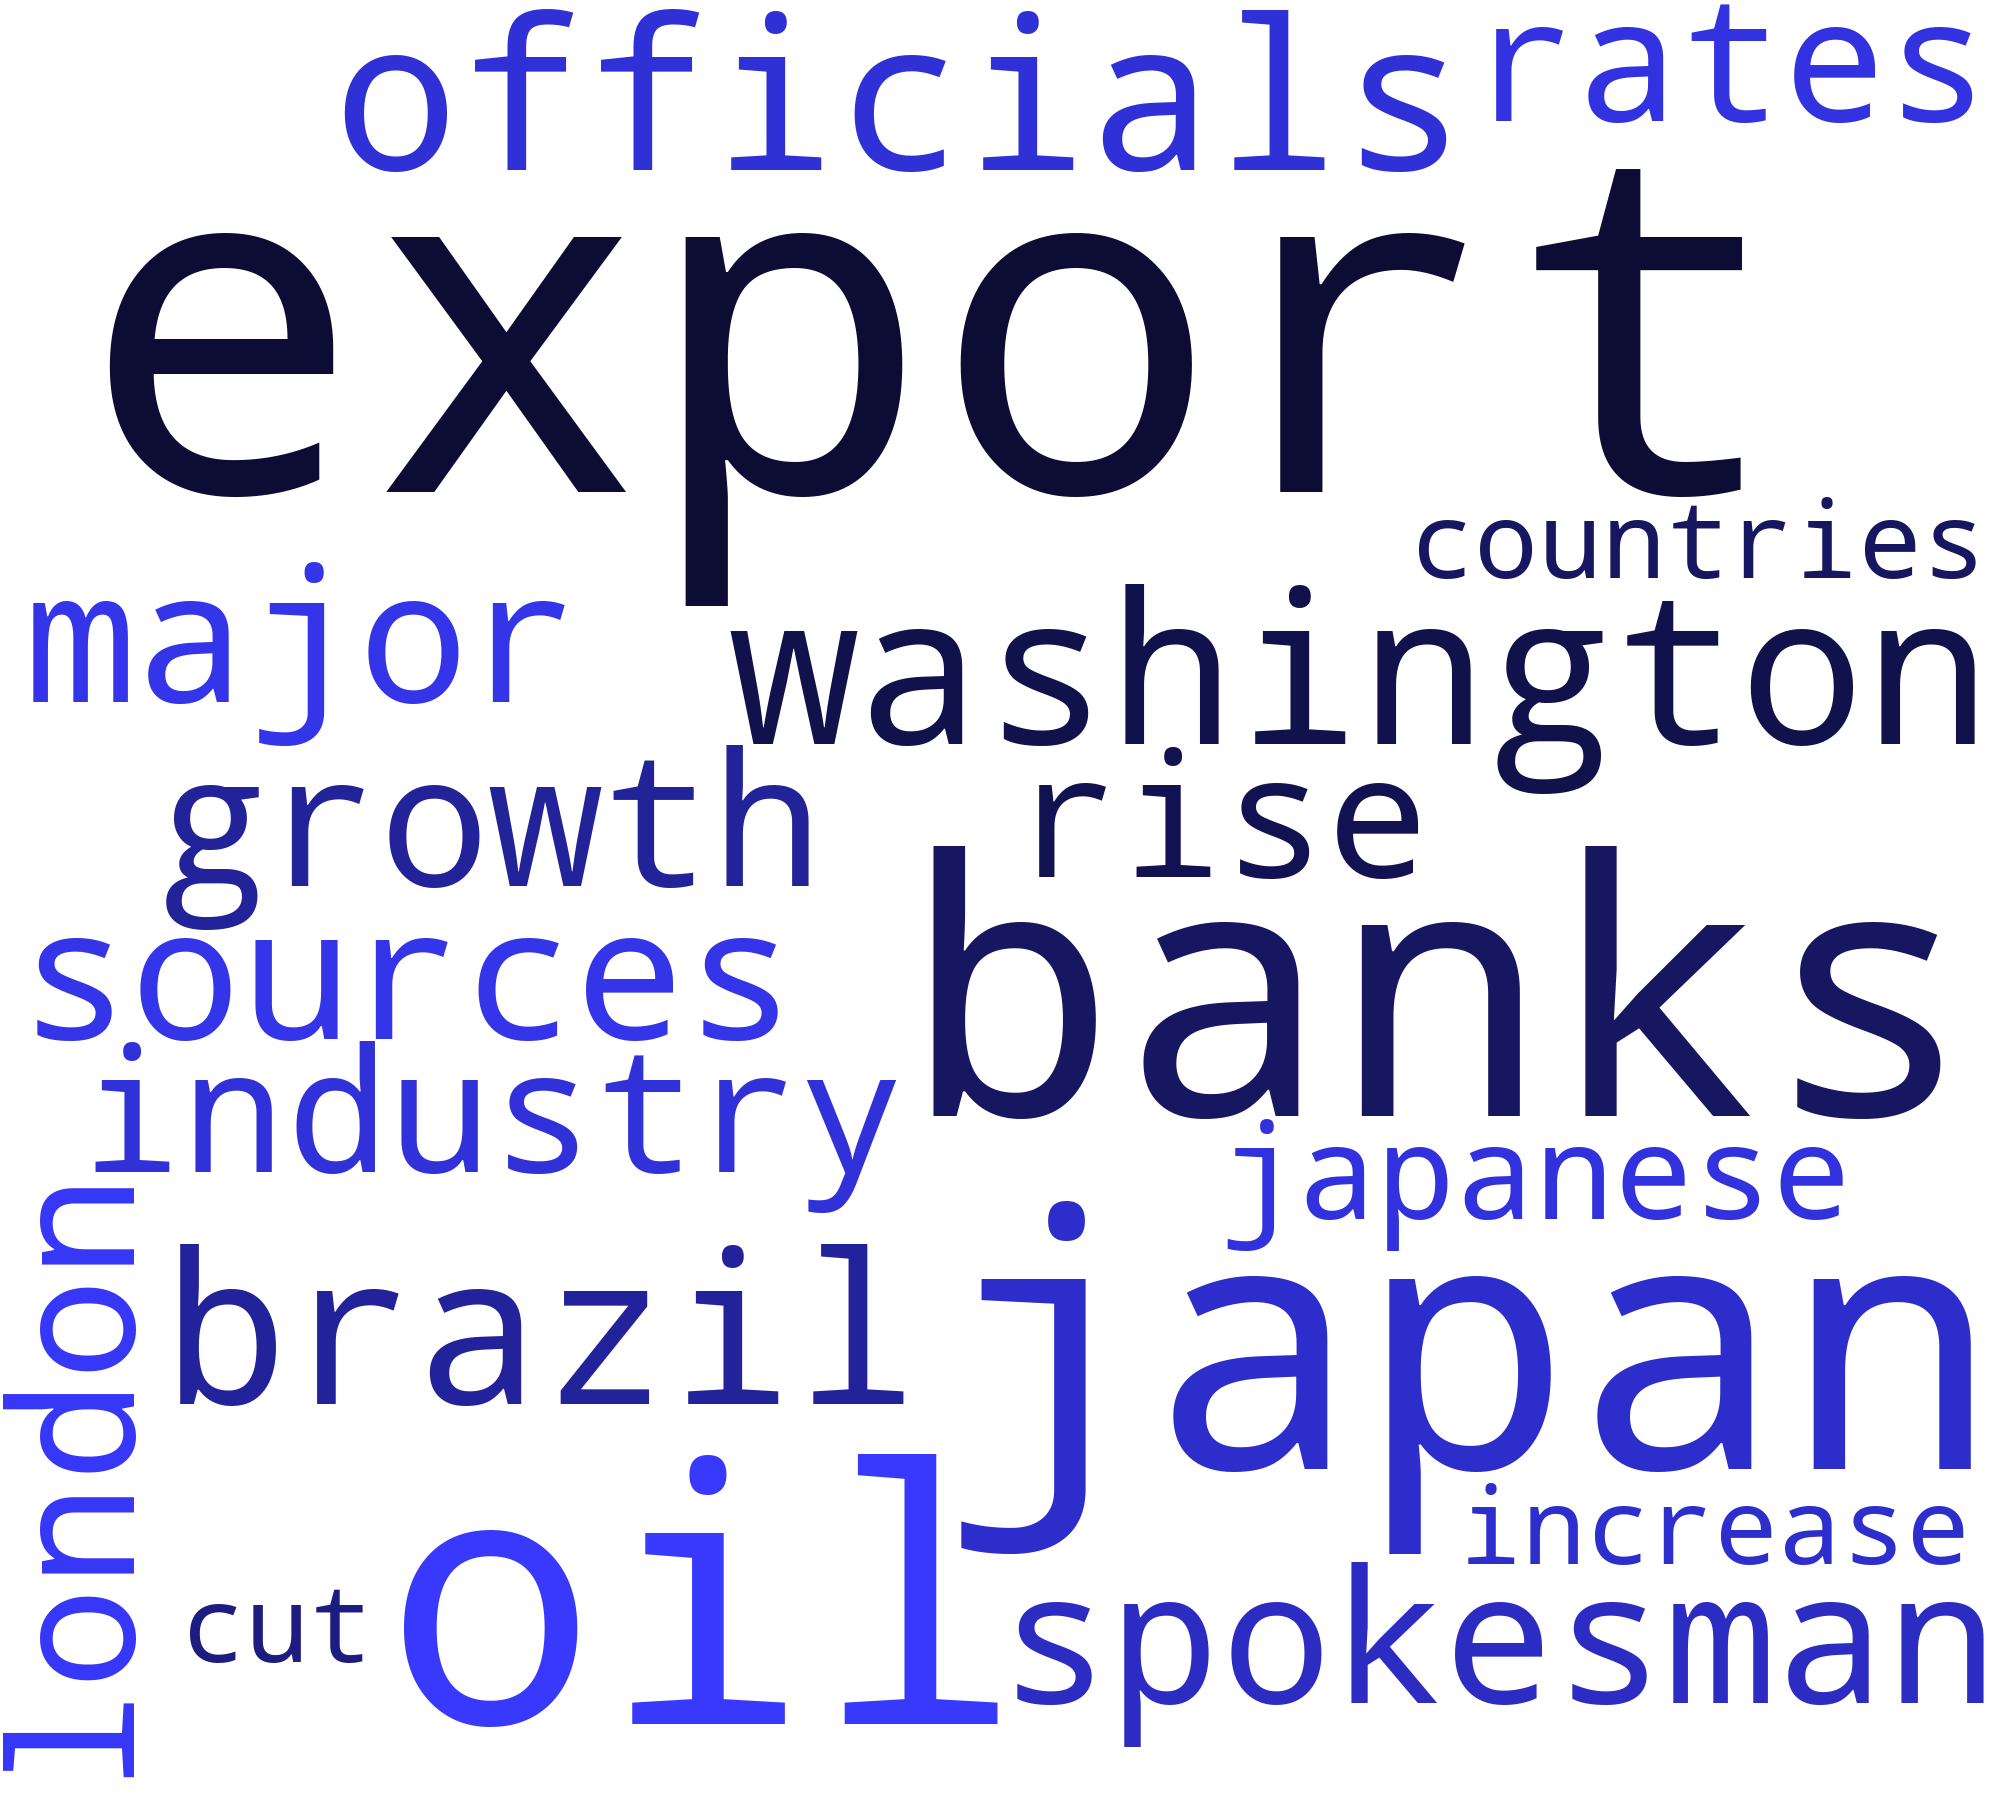 officials
rates
export
countries
major
washington
growth
rise
sources
banks
industry
japanese
london
brazil
japan
oil
increase
cut
spokesman